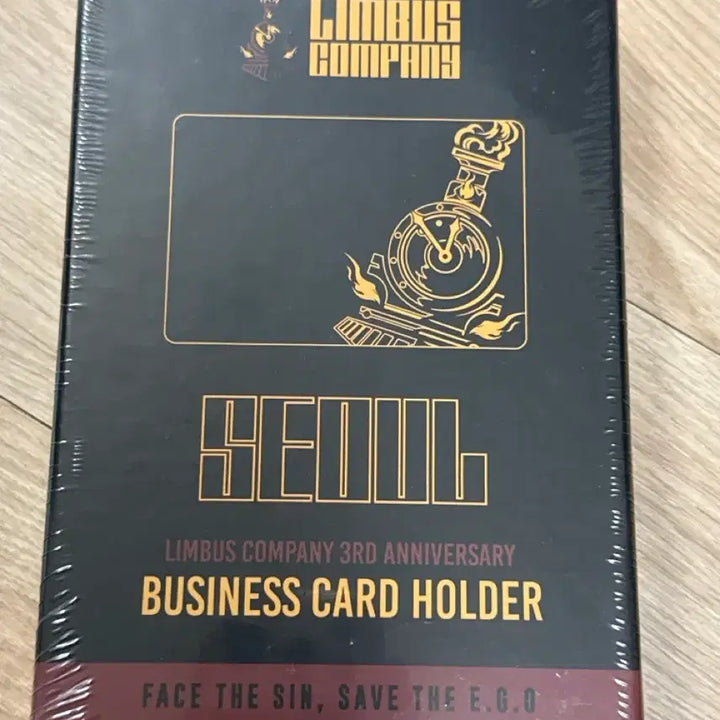 LIMBUS
COMPANY
SEOUL
LIMBUS COMPANY 3RD ANNIVERSARY
BUSINESS CARD HOLDER
FACE THE SIN, SAVE THE E.G.O